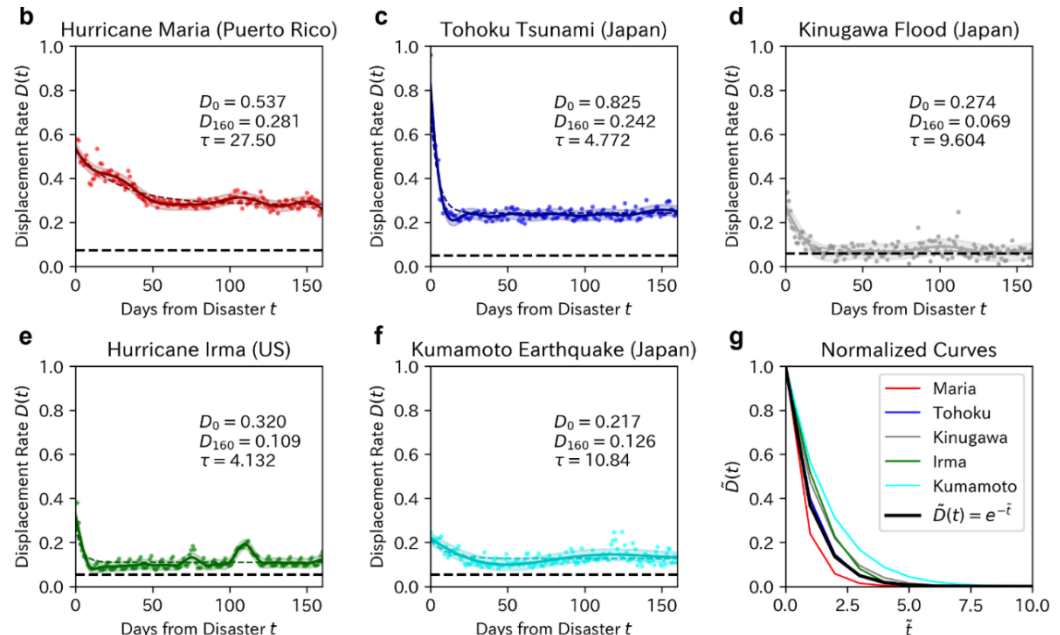 b
Hurricane Maria (Puerto Rico)
1.0
0.8
0.6
0.4
0.2
0.0
Displacement Rate D(t)
D₀ = 0.537
D₁₆₀ = 0.281
τ = 27.50
0 50 100 150
Days from Disaster t
c
Tohoku Tsunami (Japan)
1.0
0.8
0.6
0.4
0.2
0.0
Displacement Rate D(t)
D₀ = 0.825
D₁₆₀ = 0.242
τ = 4.772
0 50 100 150
Days from Disaster t
d
Kinugawa Flood (Japan)
1.0
0.8
0.6
0.4
0.2
0.0
Displacement Rate D(t)
D₀ = 0.274
D₁₆₀ = 0.069
τ = 9.604
0 50 100 150
Days from Disaster t
e
Hurricane Irma (US)
1.0
0.8
0.6
0.4
0.2
0.0
Displacement Rate D(t)
D₀ = 0.320
D₁₆₀ = 0.109
τ = 4.132
0 50 100 150
Days from Disaster t
f
Kumamoto Earthquake (Japan)
1.0
0.8
0.6
0.4
0.2
0.0
Displacement Rate D(t)
D₀ = 0.217
D₁₆₀ = 0.126
τ = 10.84
0 50 100 150
Days from Disaster t
g
Normalized Curves
1.0
0.8
0.6
0.4
0.2
0.0
D̃(t)
Maria
Tohoku
Kinugawa
Irma
Kumamoto
D̃(t) = e^{-t̃}
0.0 2.5 5.0 7.5 10.0
t̃